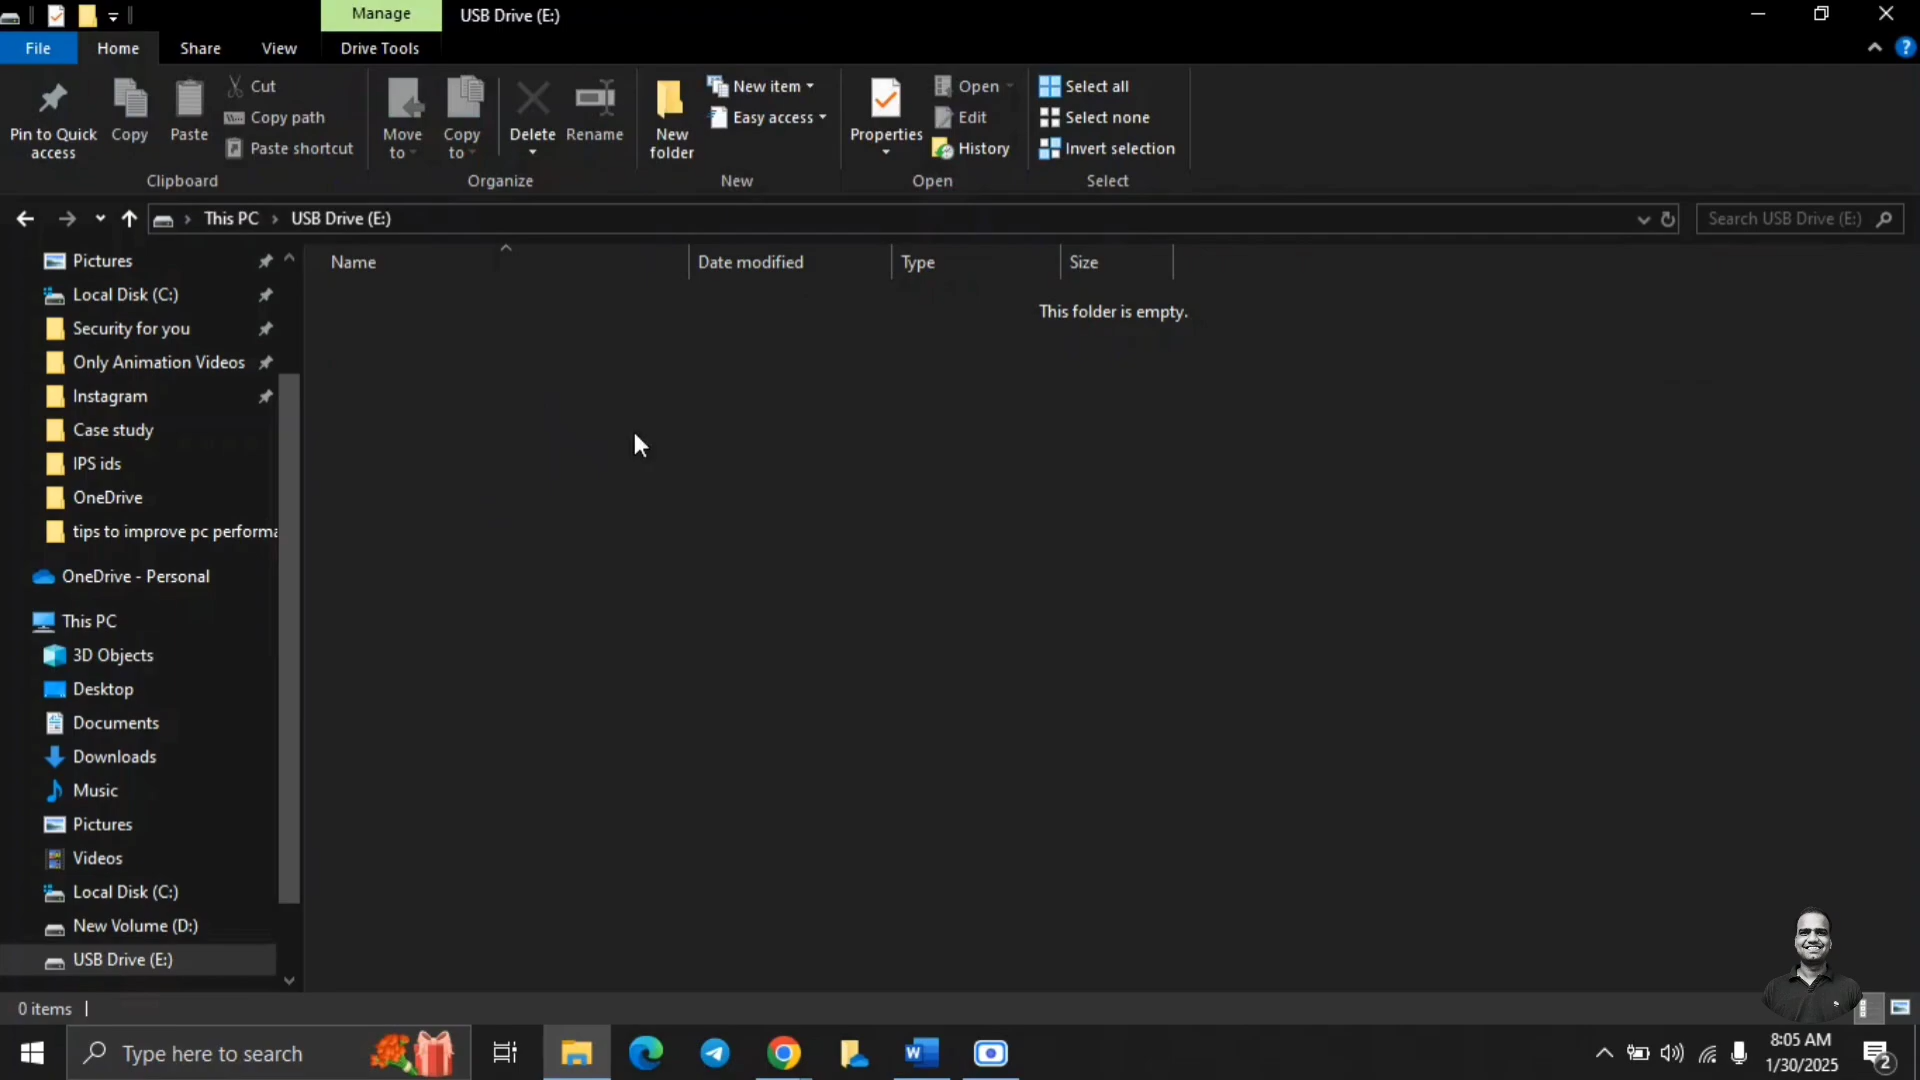 Manage
USB Drive (E:)
File
Home
Share
View
Drive Tools
Pin to Quick
access
Copy
Paste
Cut
Copy path
Paste shortcut
Clipboard
Move
to
Copy
to
Delete
Rename
Organize
New
folder
New item
Easy access
New
Properties
Open
Edit
History
Open
Select all
Select none
Invert selection
Select
This PC
USB Drive (E:)
Search USB Drive (E:)
Name
Date modified
Type
Size
This folder is empty.
Pictures
Local Disk (C:)
Security for you
Only Animation Videos
Instagram
Case study
IPS ids
OneDrive
tips to improve pc performa
OneDrive - Personal
This PC
3D Objects
Desktop
Documents
Downloads
Music
Pictures
Videos
Local Disk (C:)
New Volume (D:)
USB Drive (E:)
0 items
Type here to search
8:05 AM
1/30/2025
2